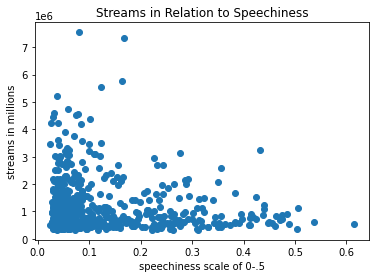 Streams in Relation to Speechiness
1e6
streams in millions
7
6
5
4
3
2
1
0
0.0 0.1 0.2 0.3 0.4 0.5 0.6
speechiness scale of 0-.5